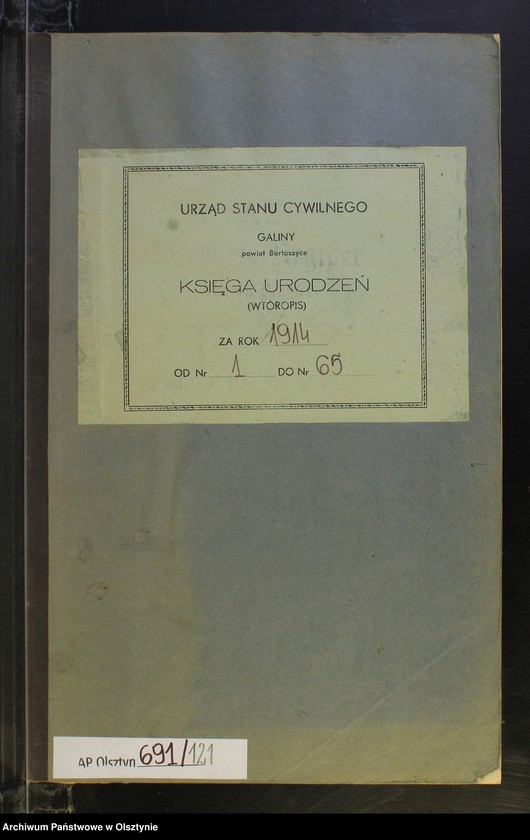 URZĄD STANU CYWILNEGO
GALINY
powiat Bartoszyce
KSIĘGA URODZEŃ
(WTÓROPIS)
ZA ROK 1914
OD Nr 1 DO Nr 65
AP Olsztyn 691/121
Archiwum Państwowe w Olsztynie